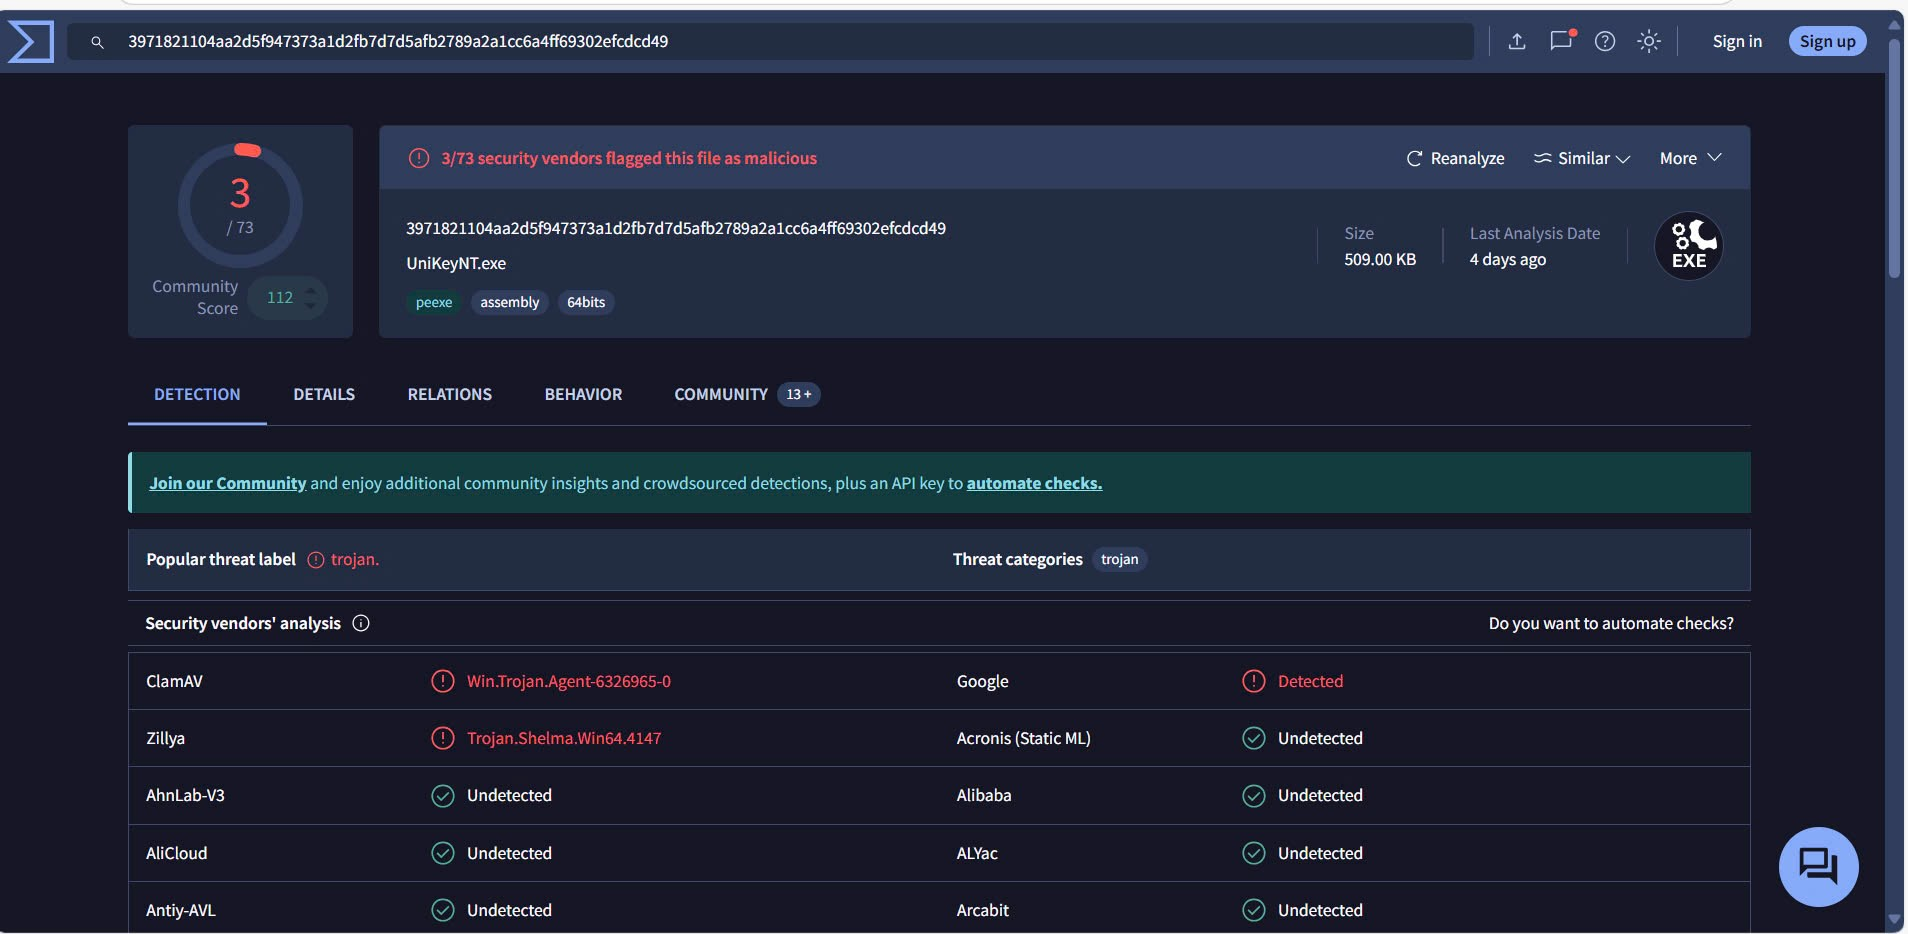 3971821104aa2d5f947373a1d2fb7d7d5afb2789a2a1cc6a4ff69302efcdcd49
Sign in
Sign up
3
/ 73
Community Score
112
3/73 security vendors flagged this file as malicious
Reanalyze
Similar
More
3971821104aa2d5f947373a1d2fb7d7d5afb2789a2a1cc6a4ff69302efcdcd49
UniKeyNT.exe
peexe
assembly
64bits
Size
509.00 KB
Last Analysis Date
4 days ago
EXE
DETECTION
DETAILS
RELATIONS
BEHAVIOR
COMMUNITY 13 +
Join our Community and enjoy additional community insights and crowdsourced detections, plus an API key to automate checks.
Popular threat label trojan.
Threat categories trojan
Security vendors' analysis
Do you want to automate checks?
ClamAV Win.Trojan.Agent-6326965-0 Google Detected
Zillya Trojan.Shelma.Win64.4147 Acronis (Static ML) Undetected
AhnLab-V3 Undetected Alibaba Undetected
AliCloud Undetected ALYac Undetected
Antiy-AVL Undetected Arcabit Undetected